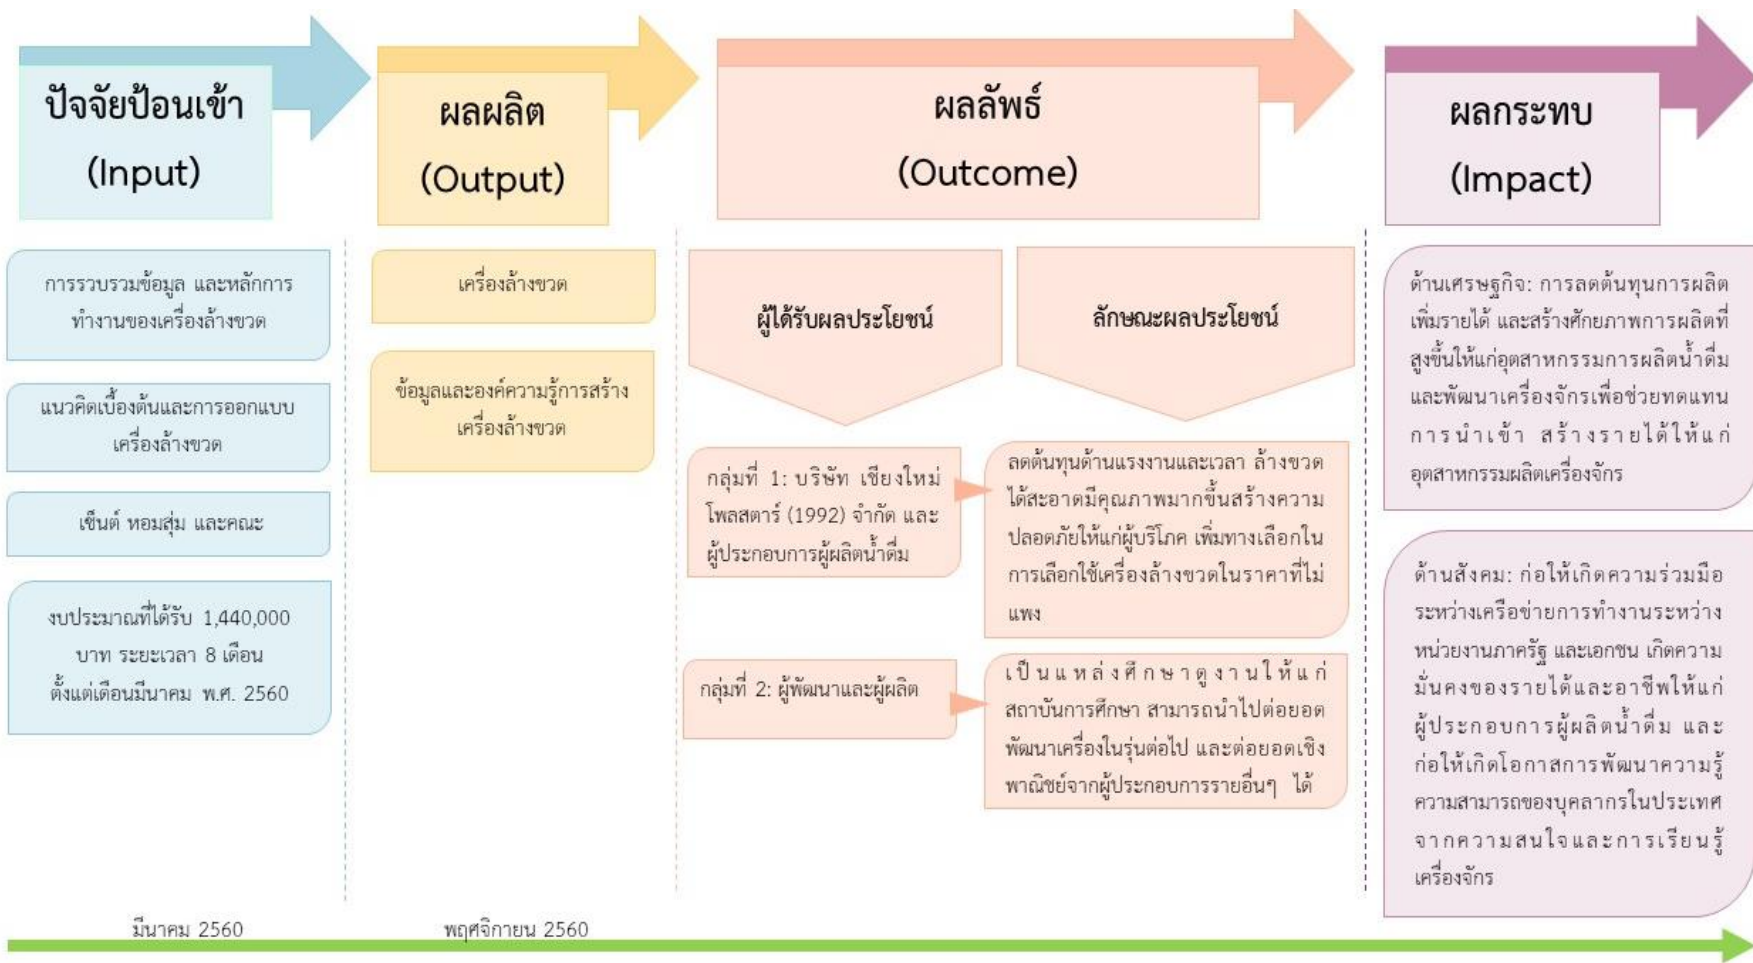 ปัจจัยป้อนเข้า
(Input)
ผลผลิต
(Output)
ผลลัพธ์
(Outcome)
ผลกระทบ
(Impact)
การรวบรวมข้อมูล และหลักการ
ทำงานของเครื่องล้างขวด
แนวคิดเบื้องต้นและการออกแบบ
เครื่องล้างขวด
เซ็นต์ หอมสุ่ม และคณะ
งบประมาณที่ได้รับ 1,440,000
บาท ระยะเวลา 8 เดือน
ตั้งแต่เดือนมีนาคม พ.ศ. 2560
เครื่องล้างขวด
ข้อมูลและองค์ความรู้การสร้าง
เครื่องล้างขวด
ผู้ได้รับผลประโยชน์
ลักษณะผลประโยชน์
กลุ่มที่ 1: บริษัท เชียงใหม่
โพลสตาร์ (1992) จำกัด และ
ผู้ประกอบการผู้ผลิตน้ำดื่ม
ลดต้นทุนด้านแรงงานและเวลา ล้างขวด
ได้สะอาดมีคุณภาพมากขึ้นสร้างความ
ปลอดภัยให้แก่ผู้บริโภค เพิ่มทางเลือกใน
การเลือกใช้เครื่องล้างขวดในราคาที่ไม่
แพง
กลุ่มที่ 2: ผู้พัฒนาและผู้ผลิต
เป็นแหล่งศึกษาดูงานให้แก่
สถาบันการศึกษา สามารถนำไปต่อยอด
พัฒนาเครื่องในรุ่นต่อไป และต่อยอดเชิง
พาณิชย์จากผู้ประกอบการรายอื่นๆ ได้
ด้านเศรษฐกิจ: การลดต้นทุนการผลิต
เพิ่มรายได้ และสร้างศักยภาพการผลิตที่
สูงขึ้นให้แก่อุตสาหกรรมการผลิตน้ำดื่ม
และพัฒนาเครื่องจักรเพื่อช่วยทดแทน
การนำเข้า สร้างรายได้ให้แก่
อุตสาหกรรมผลิตเครื่องจักร
ด้านสังคม: ก่อให้เกิดความร่วมมือ
ระหว่างเครือข่ายการทำงานระหว่าง
หน่วยงานภาครัฐ และเอกชน เกิดความ
มั่นคงของรายได้และอาชีพให้แก่
ผู้ประกอบการผู้ผลิตน้ำดื่ม และ
ก่อให้เกิดโอกาสการพัฒนาความรู้
ความสามารถของบุคลากรในประเทศ
จากความสนใจและการเรียนรู้
เครื่องจักร
มีนาคม 2560
พฤศจิกายน 2560